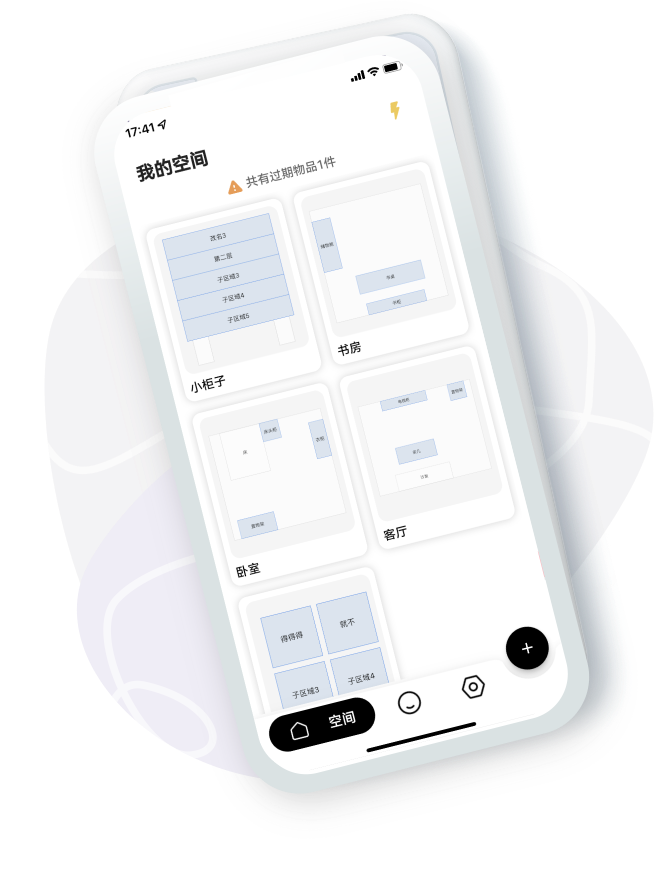 17:41
我的空间
共有过期物品1件
改名3
第二层
子区域3
子区域4
子区域5
小柜子
储物柜
书桌
书柜
书房
床头柜
床
衣柜
置物架
卧室
电视柜
置物架
茶几
沙发
客厅
得得得
就不
子区域3
子区域4
空间